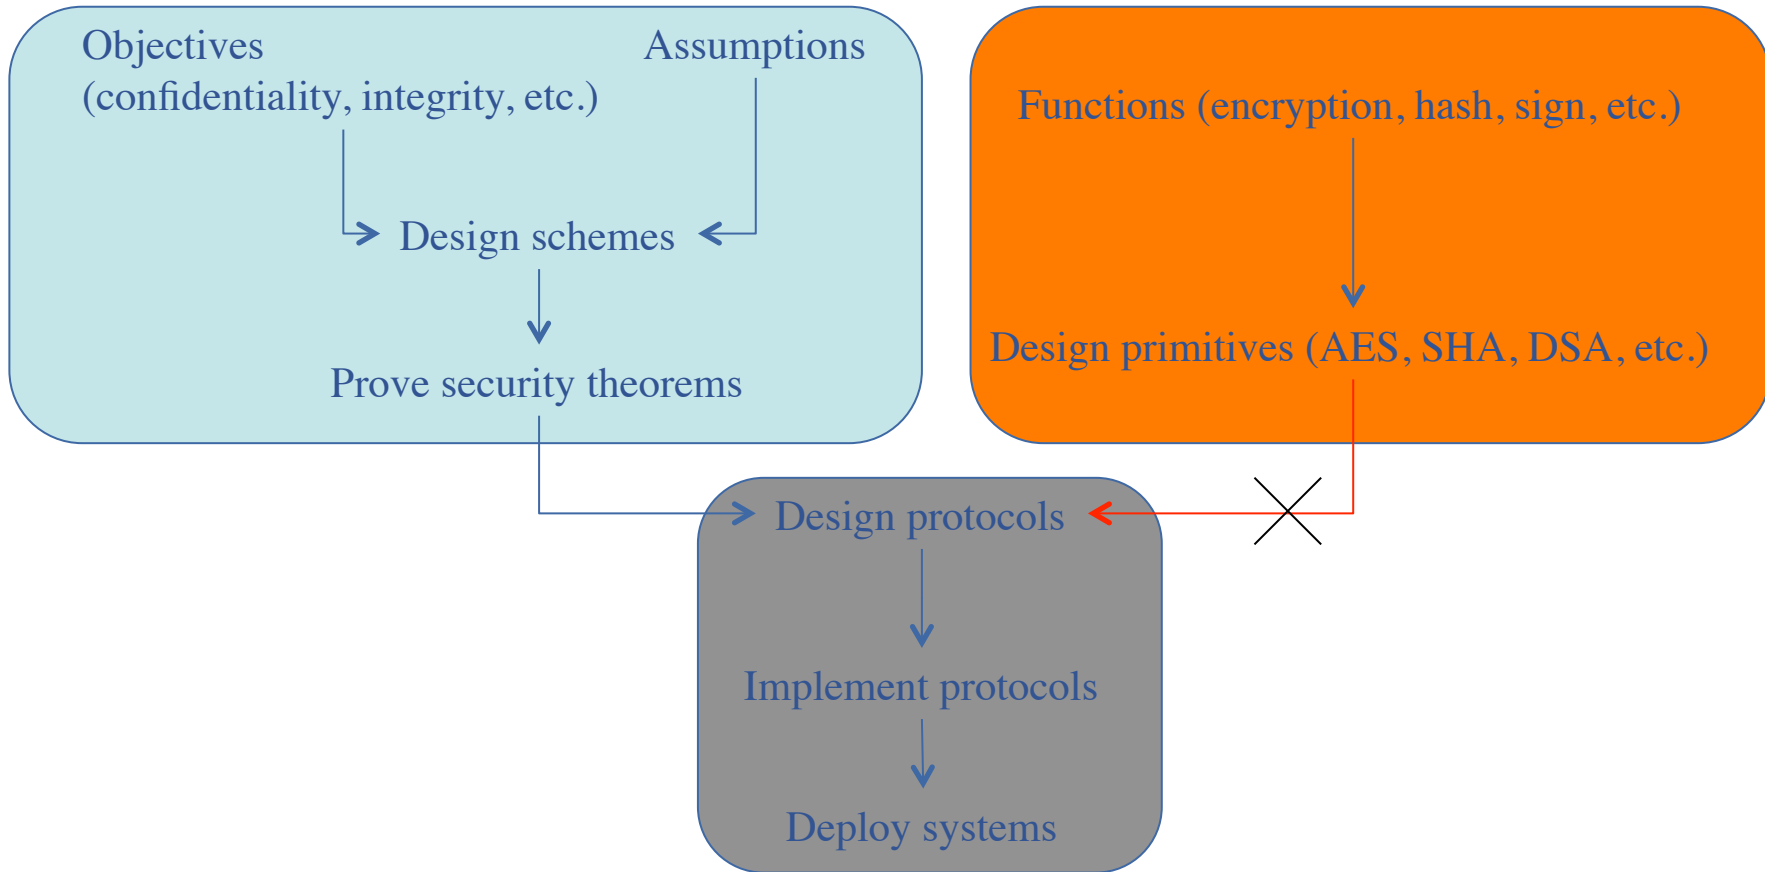 Objectives
(confidentiality, integrity, etc.)
Assumptions
Design schemes
Prove security theorems
Functions (encryption, hash, sign, etc.)
Design primitives (AES, SHA, DSA, etc.)
Design protocols
Implement protocols
Deploy systems